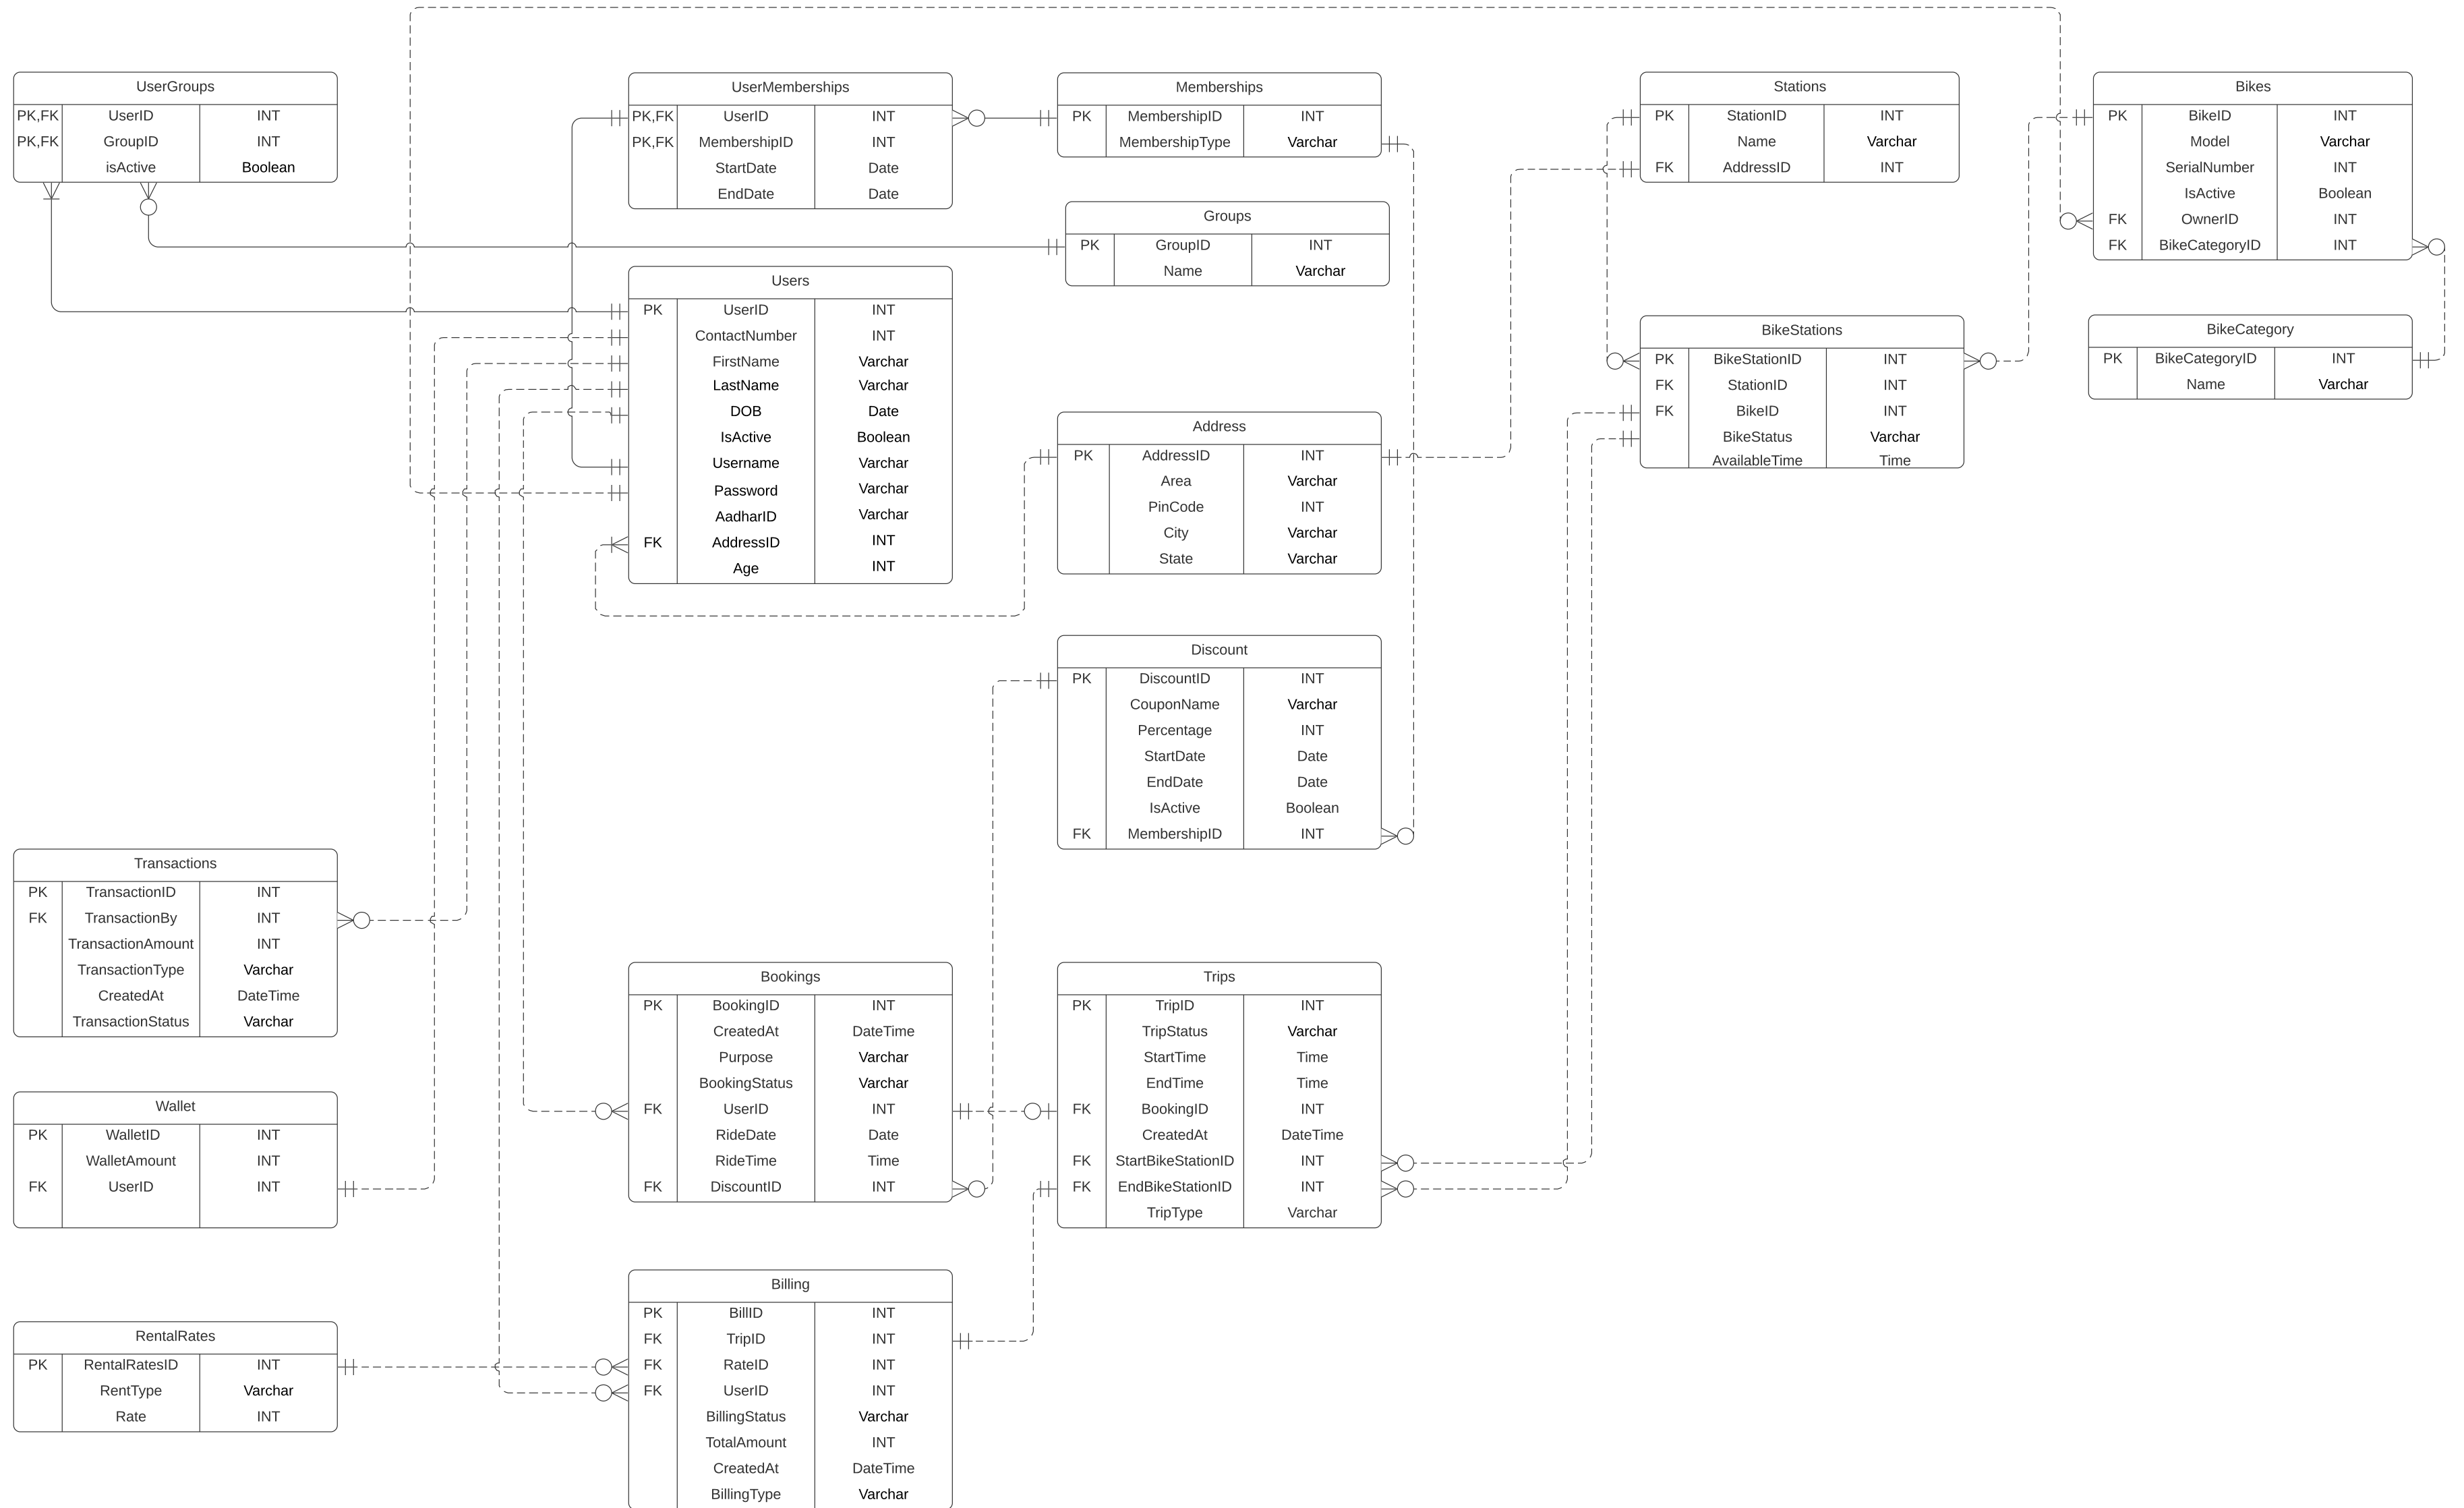 UserGroups
PK,FK UserID INT
PK,FK GroupID INT
isActive Boolean
UserMemberships
PK,FK UserID INT
PK,FK MembershipID INT
StartDate Date
EndDate Date
Memberships
PK MembershipID INT
MembershipType Varchar
Stations
PK StationID INT
Name Varchar
FK AddressID INT
Bikes
PK BikeID INT
Model Varchar
SerialNumber INT
IsActive Boolean
FK OwnerID INT
FK BikeCategoryID INT
Groups
PK GroupID INT
Name Varchar
Users
PK UserID INT
ContactNumber INT
FirstName Varchar
LastName Varchar
DOB Date
IsActive Boolean
Username Varchar
Password Varchar
AadharID Varchar
FK AddressID INT
Age INT
BikeStations
PK BikeStationID INT
FK StationID INT
FK BikeID INT
BikeStatus Varchar
AvailableTime Time
BikeCategory
PK BikeCategoryID INT
Name Varchar
Address
PK AddressID INT
Area Varchar
PinCode INT
City Varchar
State Varchar
Discount
PK DiscountID INT
CouponName Varchar
Percentage INT
StartDate Date
EndDate Date
IsActive Boolean
FK MembershipID INT
Transactions
PK TransactionID INT
FK TransactionBy INT
TransactionAmount INT
TransactionType Varchar
CreatedAt DateTime
TransactionStatus Varchar
Bookings
PK BookingID INT
CreatedAt DateTime
Purpose Varchar
BookingStatus Varchar
FK UserID INT
RideDate Date
RideTime Time
FK DiscountID INT
Trips
PK TripID INT
TripStatus Varchar
StartTime Time
EndTime Time
FK BookingID INT
CreatedAt DateTime
FK StartBikeStationID INT
FK EndBikeStationID INT
TripType Varchar
Wallet
PK WalletID INT
WalletAmount INT
FK UserID INT
Billing
PK BillID INT
FK TripID INT
FK RateID INT
FK UserID INT
BillingStatus Varchar
TotalAmount INT
CreatedAt DateTime
BillingType Varchar
RentalRates
PK RentalRatesID INT
RentType Varchar
Rate INT